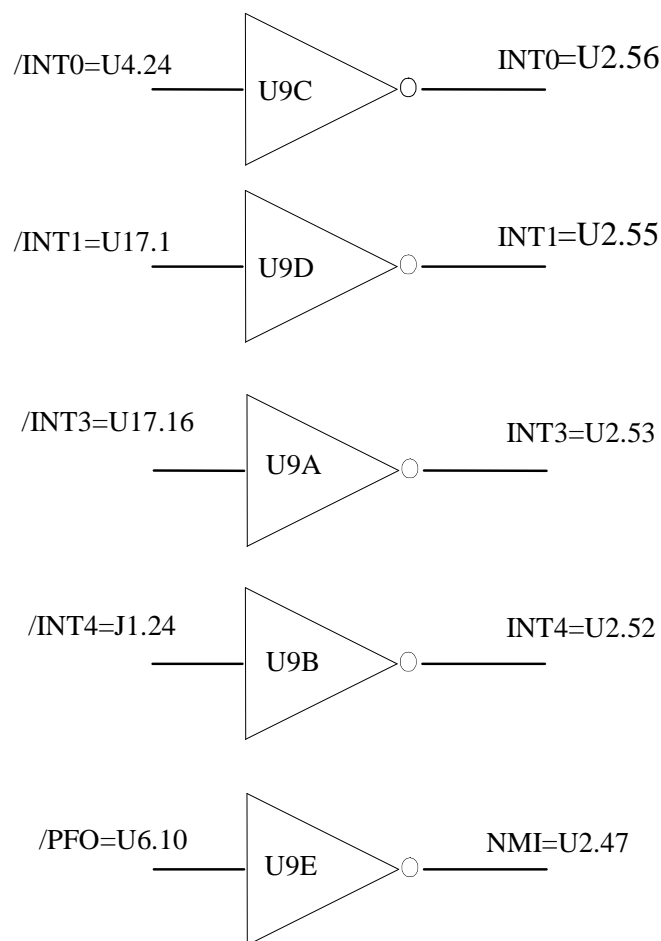 /INT0=U4.24
INT0=U2.56
U9C
/INT1=U17.1
INT1=U2.55
U9D
/INT3=U17.16
INT3=U2.53
U9A
/INT4=J1.24
INT4=U2.52
U9B
/PFO=U6.10
NMI=U2.47
U9E